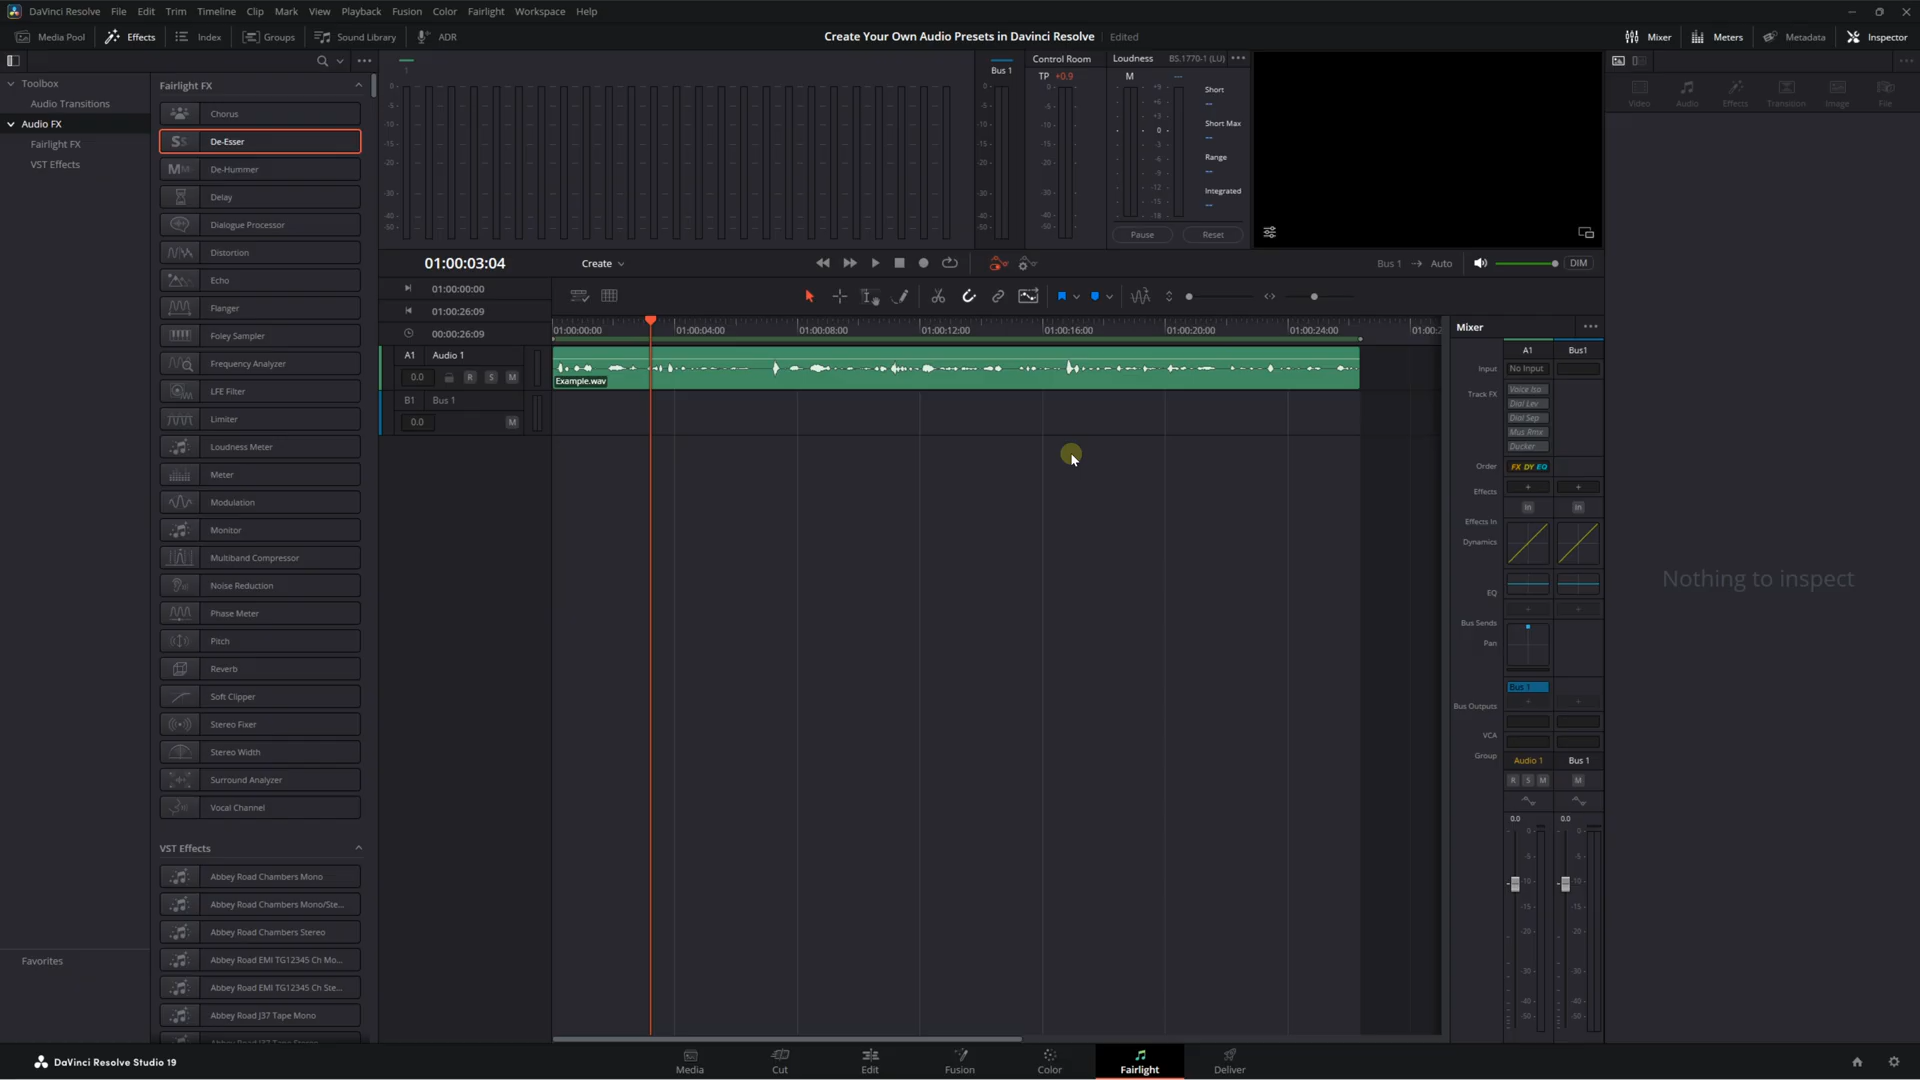 DaVinci Resolve File Edit Trim Timeline Clip Mark View Playback Fusion Color Fairlight Workspace Help
Media Pool Effects Index Groups Sound Library ADR
Create Your Own Audio Presets in Davinci Resolve Edited
Mixer Meters Metadata Inspector
Toolbox
Audio Transitions
Audio FX
Fairlight FX
VST Effects
Favorites
Fairlight FX
Chorus
De-Esser
De-Hummer
Delay
Dialogue Processor
Distortion
Echo
Flanger
Foley Sampler
Frequency Analyzer
LFE Filter
Limiter
Loudness Meter
Meter
Modulation
Monitor
Multiband Compressor
Noise Reduction
Phase Meter
Pitch
Reverb
Soft Clipper
Stereo Fixer
Stereo Width
Surround Analyzer
Vocal Channel
VST Effects
Abbey Road Chambers Mono
Abbey Road Chambers Mono/Ste...
Abbey Road Chambers Stereo
Abbey Road EMI TG12345 Ch Mo...
Abbey Road EMI TG12345 Ch Ste...
Abbey Road J37 Tape Mono
Bus 1
Control Room
TP +0.9
Loudness BS.1770-1 (LU)
M
Short
Short Max
Range
Integrated
Pause Reset
Video Audio Effects Transition Image File
01:00:03:04 Create
Bus 1 Auto DIM
01:00:00:00
01:00:26:09
00:00:26:09
01:00:00:00 01:00:04:00 01:00:08:00 01:00:12:00 01:00:16:00 01:00:20:00 01:00:24:00
A1 Audio 1
0.0 R S M
Example.wav
B1 Bus 1
0.0 M
Mixer
A1 Bus1
Input No Input
Track FX
Voice Iso
Dial Lev
Dial Sep
Mus Rmx
Ducker
Order FX DY EQ
Effects
Effects In
In In
Dynamics
EQ
Bus Sends
Pan
Bus 1
Bus Outputs
VCA
Group
Audio 1 Bus 1
R S M M
0.0 0.0
Nothing to inspect
DaVinci Resolve Studio 19
Media Cut Edit Fusion Color Fairlight Deliver